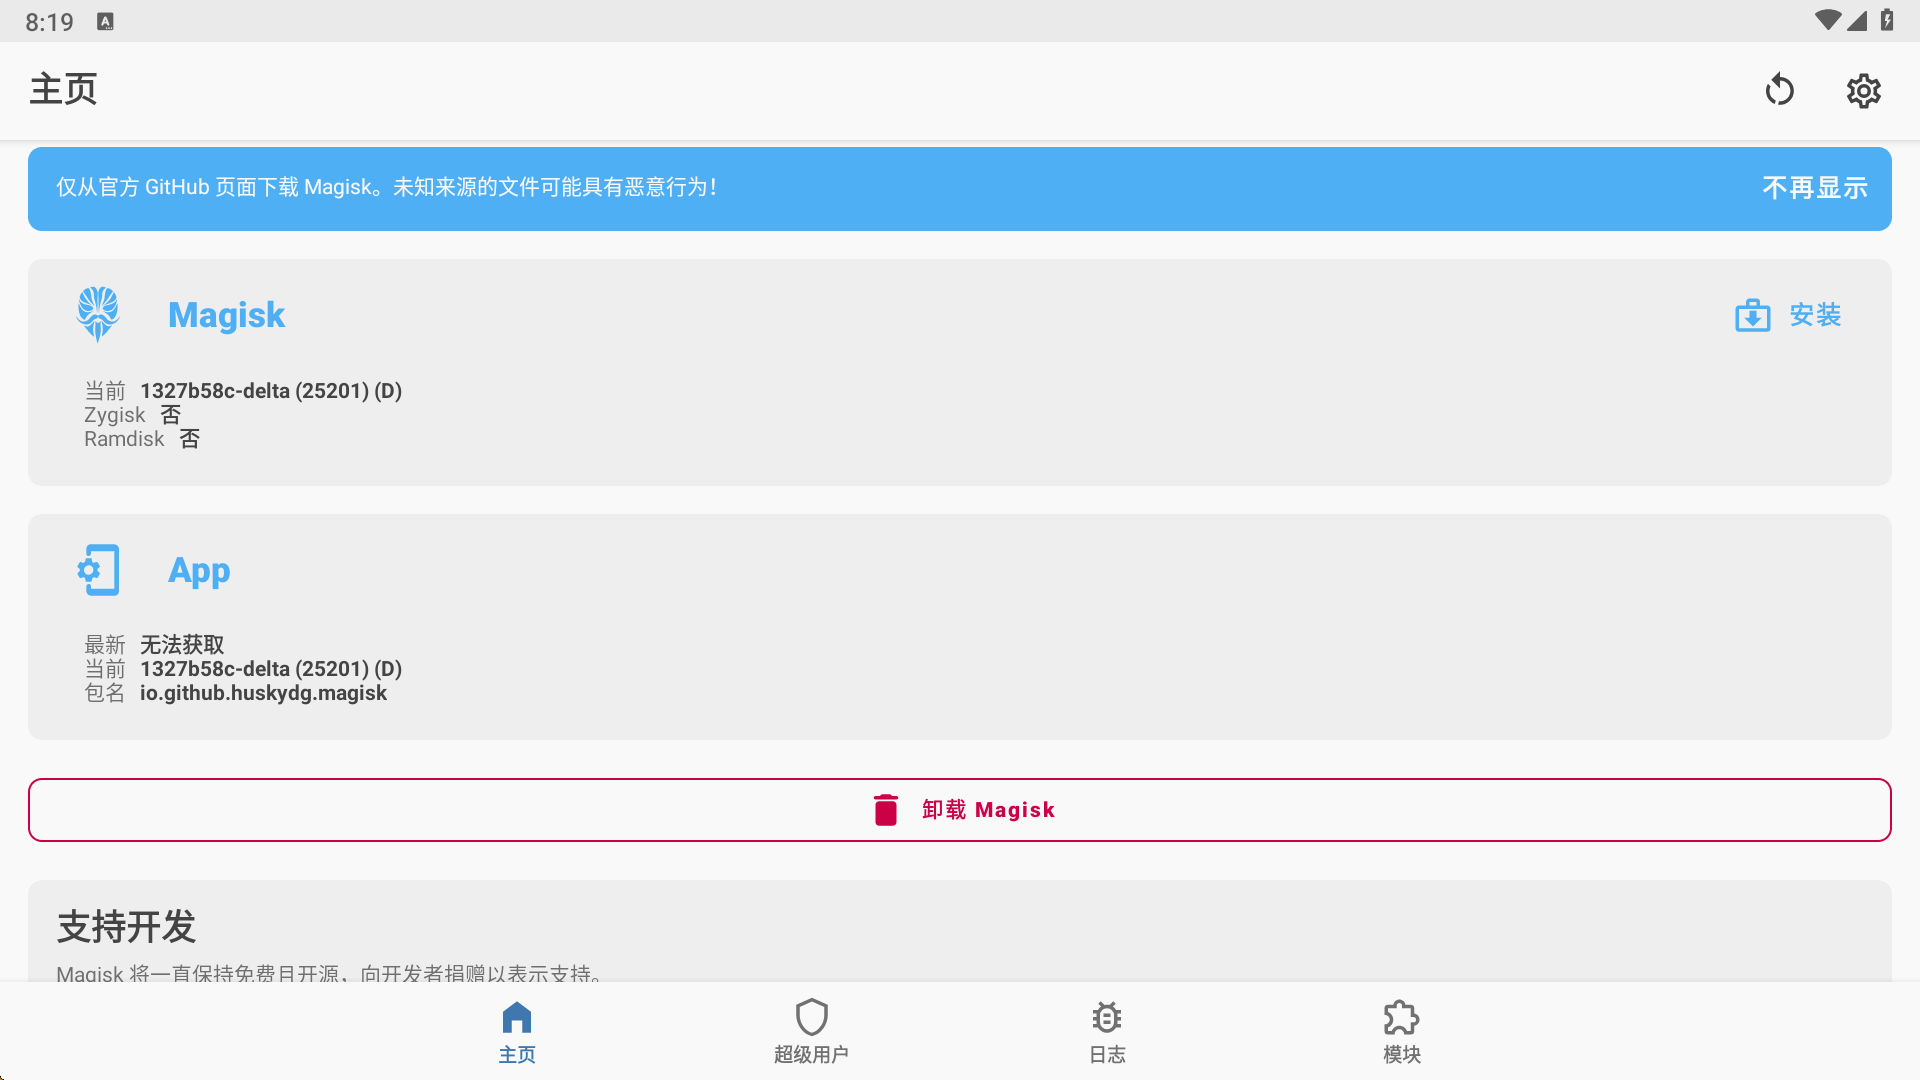 8:19
主页
仅从官方 GitHub 页面下载 Magisk。未知来源的文件可能具有恶意行为！
不再显示
Magisk
安装
当前 1327b58c-delta (25201) (D)
Zygisk 否
Ramdisk 否
App
最新 无法获取
当前 1327b58c-delta (25201) (D)
包名 io.github.huskydg.magisk
卸载 Magisk
支持开发
Magisk 将一直保持免费且开源，向开发者捐赠以表示支持。
主页
超级用户
日志
模块